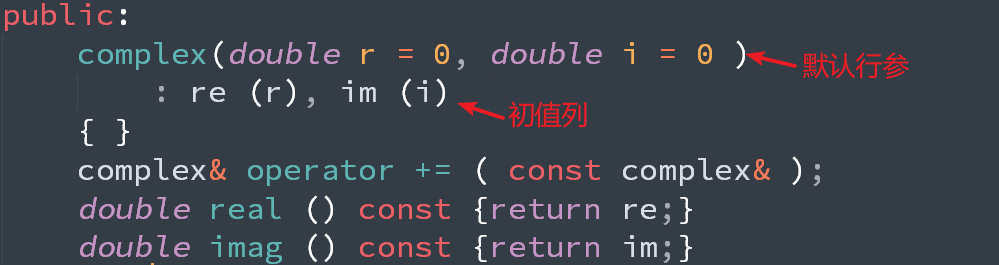 public:
complex(double r = 0, double i = 0 )
默认行参
: re (r), im (i)
初值列
{ }
complex& operator += ( const complex& );
double real () const {return re;}
double imag () const {return im;}